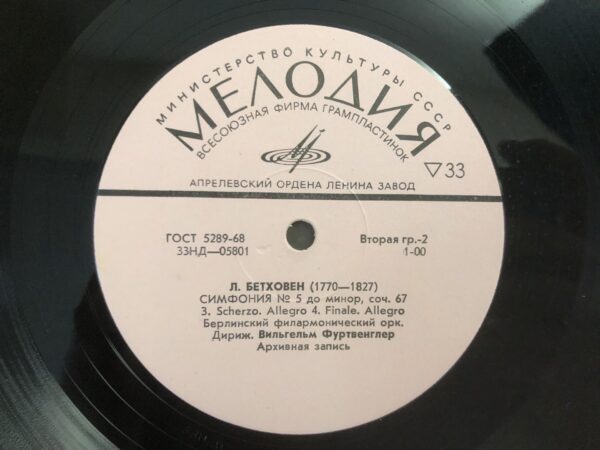 МИНИСТЕРСТВО КУЛЬТУРЫ СССР
МЕЛОДИЯ
ВСЕСОЮЗНАЯ ФИРМА ГРАМПЛАСТИНОК
▽33
АПРЕЛЕВСКИЙ ОРДЕНА ЛЕНИНА ЗАВОД
ГОСТ 5289-68 Вторая гр.-2
33НД—05801 1-00
Л. БЕТХОВЕН (1770—1827)
СИМФОНИЯ № 5 до минор, соч. 67
3. Scherzo. Allegro 4. Finale. Allegro
Берлинский филармонический орк.
Дириж. Вильгельм Фуртвенглер
Архивная запись